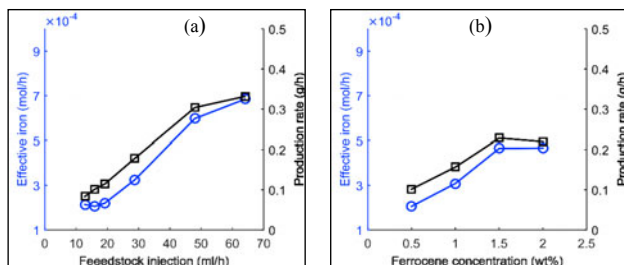 ×10⁻⁴
(a)
0.5
9
0.4
7
0.3
5
0.2
3
0.1
1
0
Effective iron (mol/h)
Production rate (g/h)
0 10 20 30 40 50 60 70
Feeedstock injection (ml/h)
×10⁻⁴
(b)
0.5
9
0.4
7
0.3
5
0.2
3
0.1
1
0
Effective iron (mol/h)
Production rate (g/h)
0 0.5 1 1.5 2 2.5
Ferrocene concentration (wt%)